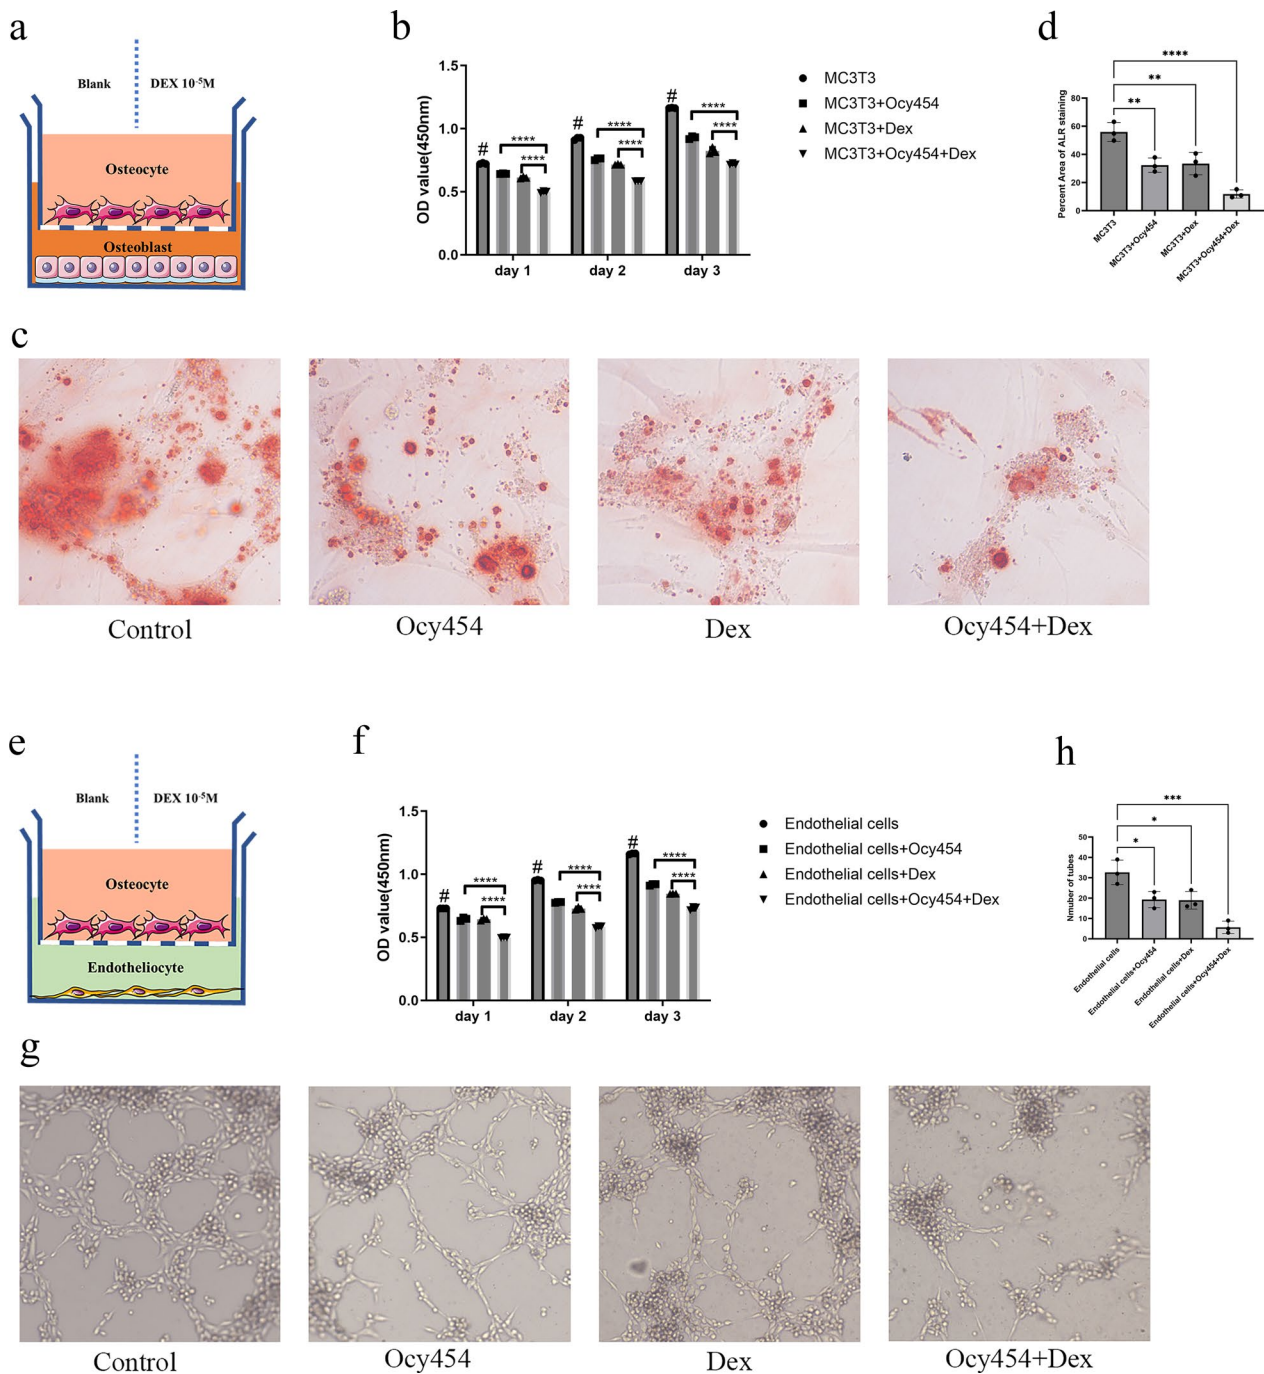 a
Blank
DEX 10⁻⁵M
Osteocyte
Osteoblast
b
OD value(450nm)
1.5
1.0
0.5
0.0
#
****
****
#
****
****
#
****
****
day 1
day 2
day 3
MC3T3
MC3T3+Ocy454
MC3T3+Dex
MC3T3+Ocy454+Dex
d
Percent Area of ALR staining
80
60
40
20
0
****
**
**
MC3T3
MC3T3+Ocy454
MC3T3+Dex
MC3T3+Ocy454+Dex
c
Control
Ocy454
Dex
Ocy454+Dex
e
Blank
DEX 10⁻⁵M
Osteocyte
Endotheliocyte
f
OD value(450nm)
1.5
1.0
0.5
0.0
#
****
****
#
****
****
#
****
****
day 1
day 2
day 3
Endothelial cells
Endothelial cells+Ocy454
Endothelial cells+Dex
Endothelial cells+Ocy454+Dex
h
Nmuber of tubes
50
40
30
20
10
0
***
*
*
Endothelial cells
Endothelial cells+Ocy454
Endothelial cells+Dex
Endothelial cells+Ocy454+Dex
g
Control
Ocy454
Dex
Ocy454+Dex